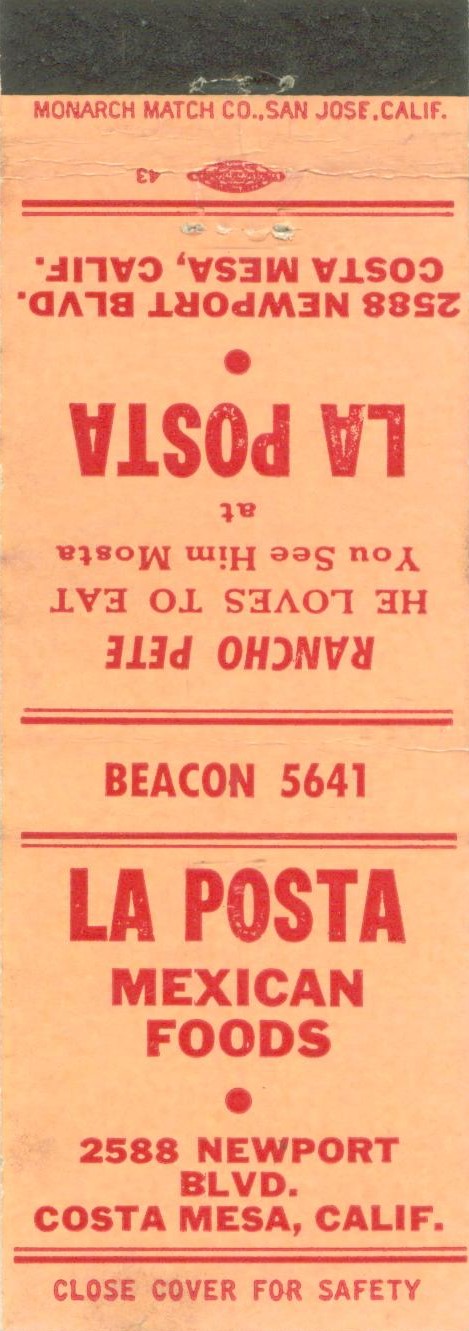 MONARCH MATCH CO., SAN JOSE, CALIF.
43
RANCHO PETE
HE LOVES TO EAT
You See Him Mosta
at
LA POSTA
2588 NEWPORT BLVD.
COSTA MESA, CALIF.
BEACON 5641
LA POSTA
MEXICAN
FOODS
2588 NEWPORT
BLVD.
COSTA MESA, CALIF.
CLOSE COVER FOR SAFETY